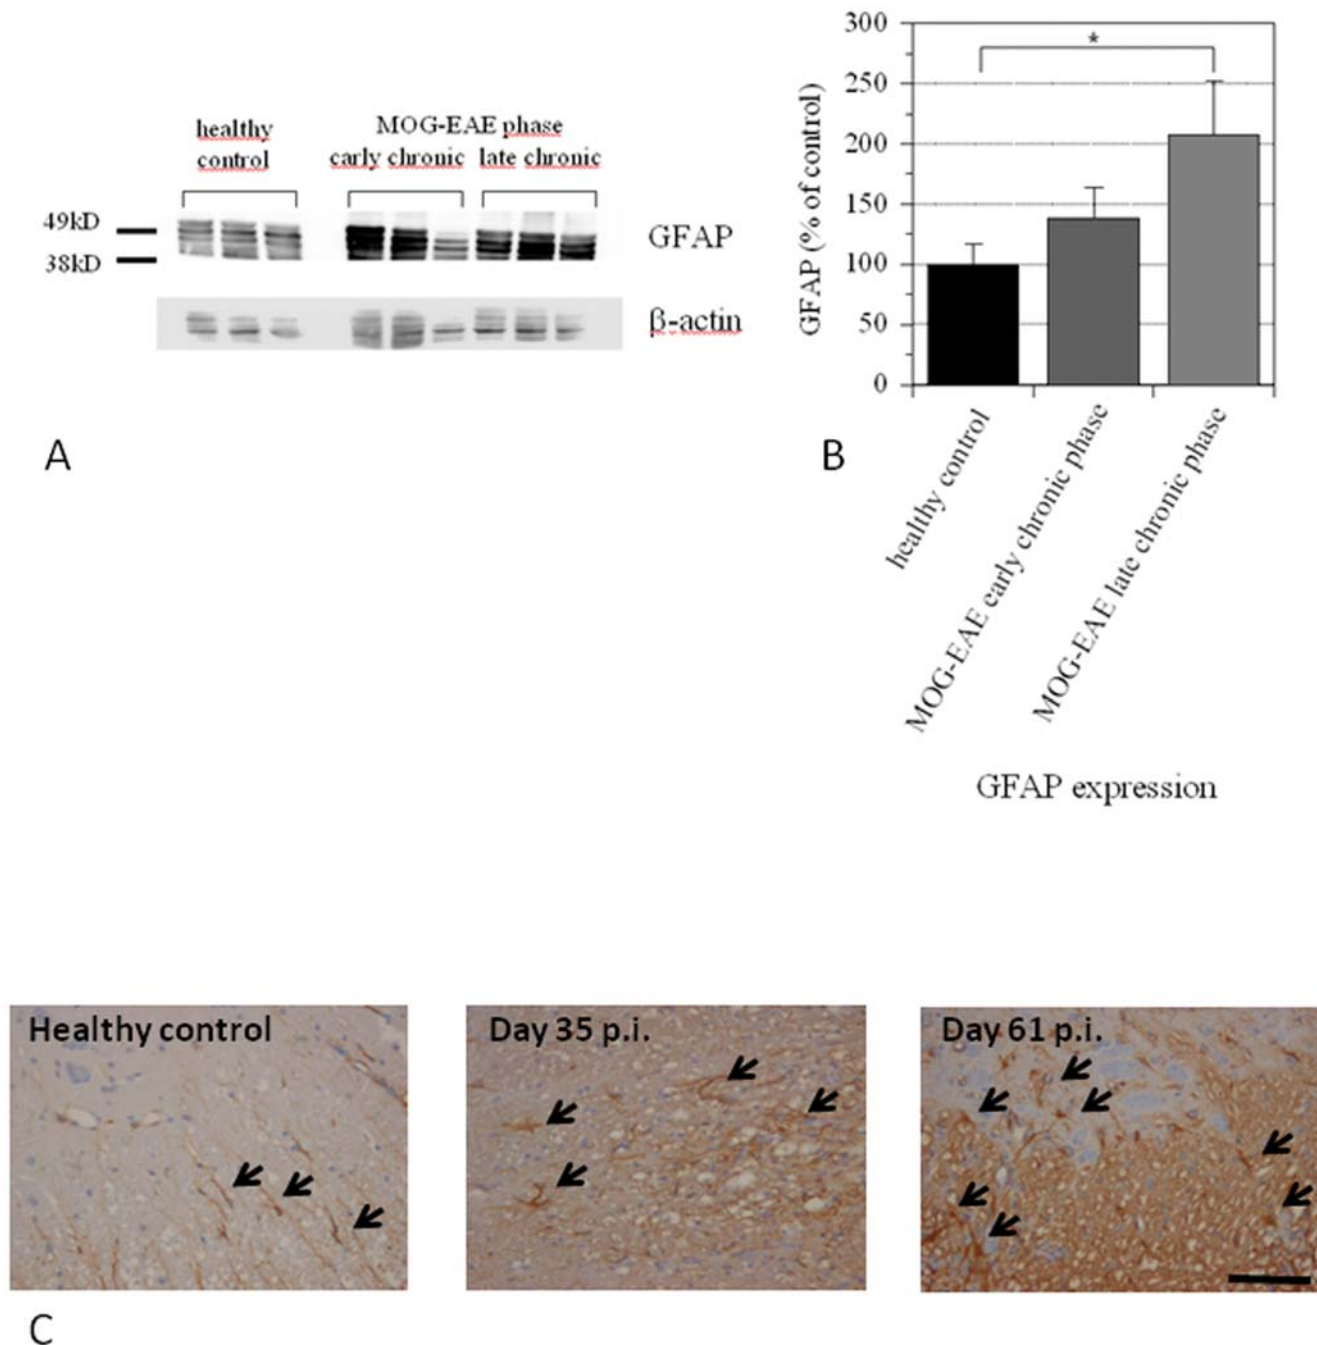 healthy
control
MOG-EAE phase
early chronic late chronic
49kD
38kD
GFAP
β-actin
A
300
250
200
150
100
50
0
*
GFAP (% of control)
healthy control
MOG-EAE early chronic phase
MOG-EAE late chronic phase
GFAP expression
B
Healthy control
Day 35 p.i.
Day 61 p.i.
C